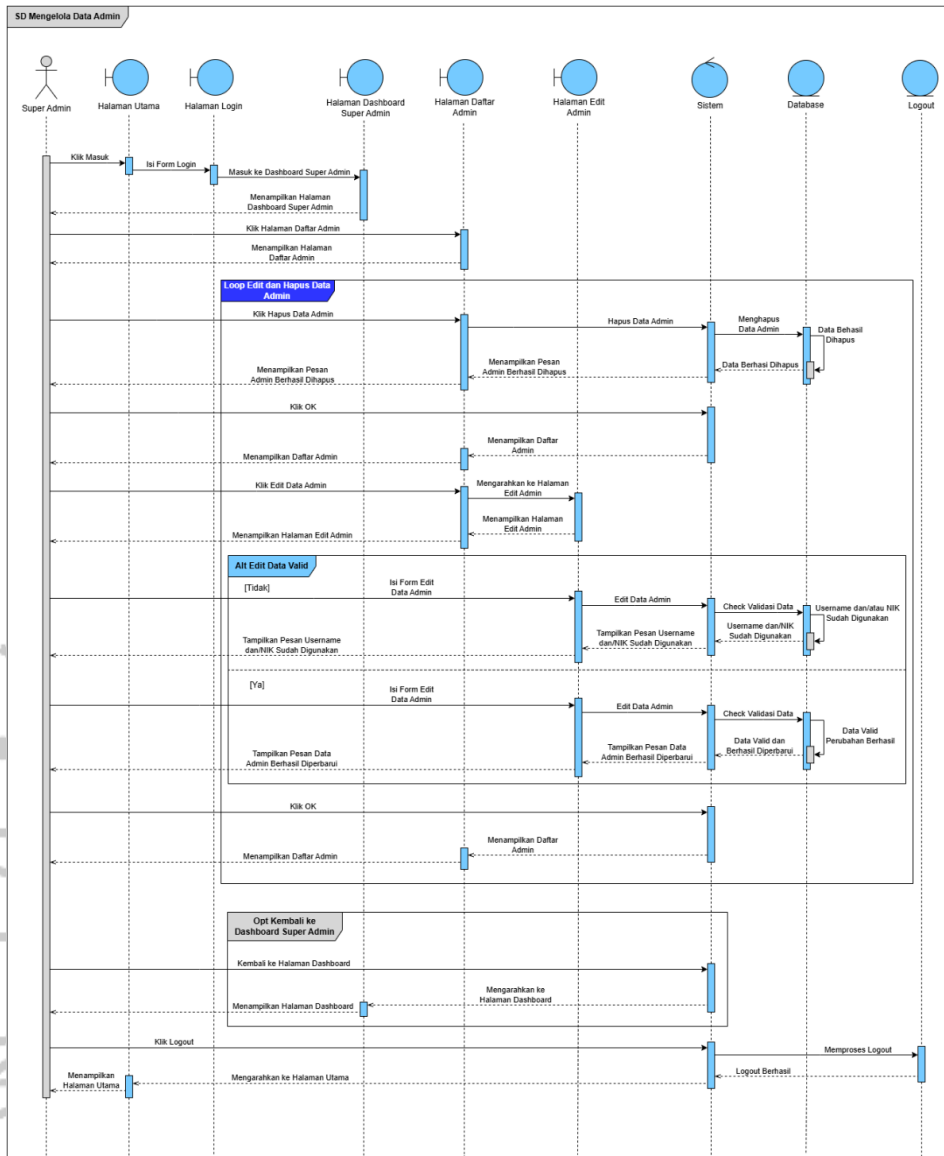 SD Mengelola Data Admin
Super Admin
Halaman Utama
Halaman Login
Halaman Dashboard
Super Admin
Halaman Daftar
Admin
Halaman Edit
Admin
Sistem
Database
Logout
Klik Masuk
Isi Form Login
Masuk ke Dashboard Super Admin
Menampilkan Halaman
Dashboard Super Admin
Klik Halaman Daftar Admin
Menampilkan Halaman
Daftar Admin
Loop Edit dan Hapus Data
Admin
Klik Hapus Data Admin
Hapus Data Admin
Menghapus
Data Admin
Data Behasil
Dihapus
Data Berhasi Dihapus
Menampilkan Pesan
Admin Berhasil Dihapus
Menampilkan Pesan
Admin Berhasil Dihapus
Klik OK
Menampilkan Daftar
Admin
Menampilkan Daftar Admin
Klik Edit Data Admin
Mengarahkan ke Halaman
Edit Admin
Menampilkan Halaman
Edit Admin
Menampilkan Halaman Edit Admin
Alt Edit Data Valid
[Tidak]
Isi Form Edit
Data Admin
Edit Data Admin
Check Validasi Data
Username dan/atau NIK
Sudah Digunakan
Username dan/NIK
Sudah Digunakan
Tampilkan Pesan Username
dan/NIK Sudah Digunakan
Tampilkan Pesan Username
dan/NIK Sudah Digunakan
[Ya]
Isi Form Edit
Data Admin
Edit Data Admin
Check Validasi Data
Data Valid
Perubahan Berhasil
Data Valid dan
Berhasil Diperbarui
Tampilkan Pesan Data
Admin Berhasil Diperbarui
Tampilkan Pesan Data
Admin Berhasil Diperbarui
Klik OK
Menampilkan Daftar
Admin
Menampilkan Daftar Admin
Opt Kembali ke
Dashboard Super Admin
Kembali ke Halaman Dashboard
Mengarahkan ke
Halaman Dashboard
Menampilkan Halaman Dashboard
Klik Logout
Memproses Logout
Logout Berhasil
Mengarahkan ke Halaman Utama
Menampilkan
Halaman Utama